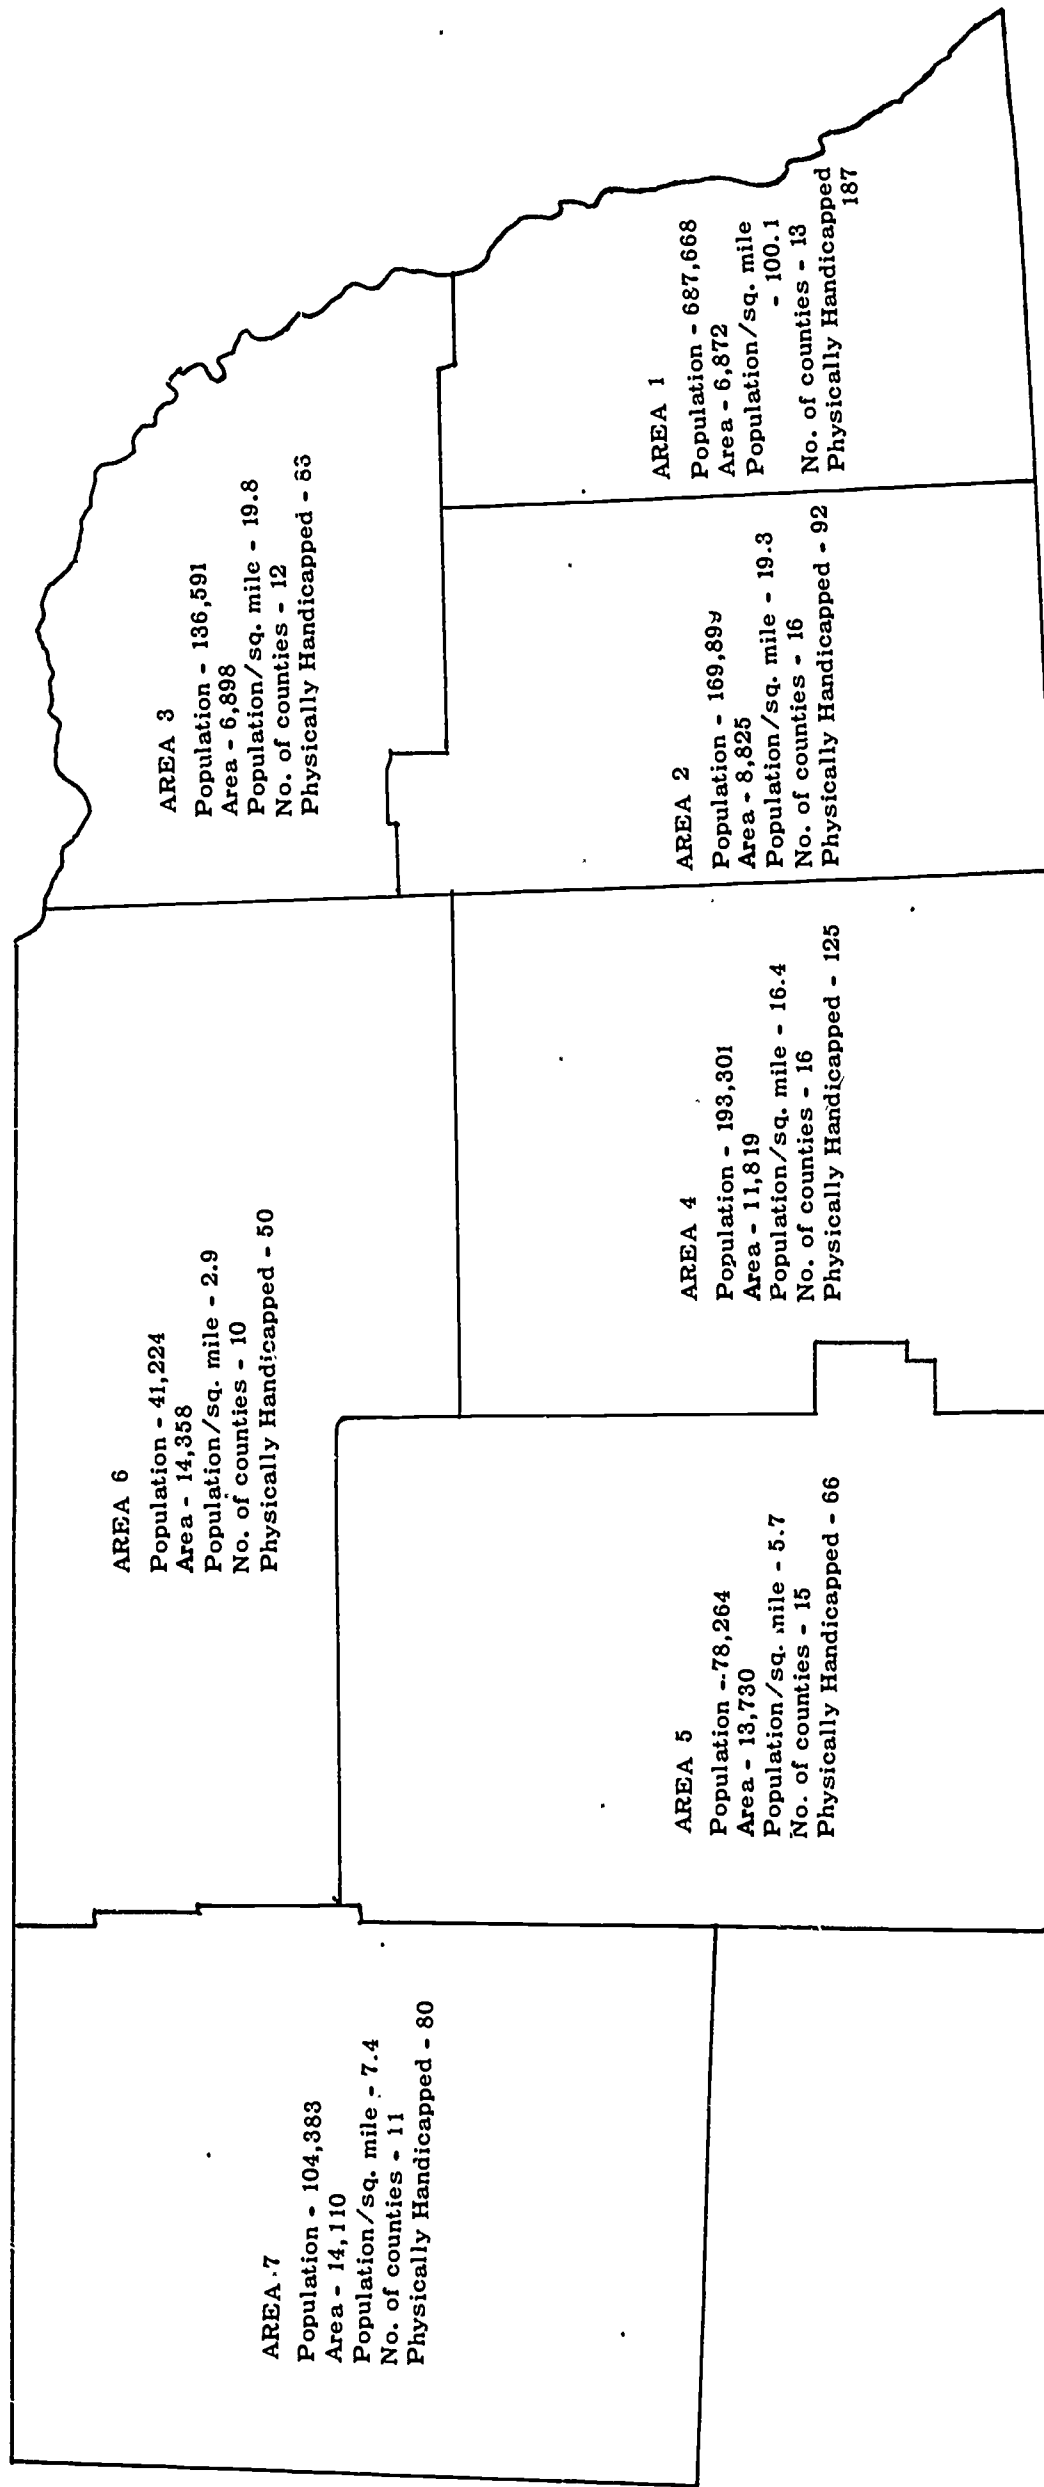 AREA 7
Population - 104,383
Area - 14,110
Population/sq. mile - 7.4
No. of counties - 11
Physically Handicapped - 80
AREA 6
Population - 41,224
Area - 14,358
Population/sq. mile - 2.9
No. of counties - 10
Physically Handicapped - 50
AREA 3
Population - 136,591
Area - 6,898
Population/sq. mile - 19.8
No. of counties - 12
Physically Handicapped -
AREA 5
Population --78,264
Area - 13,730
Population/sq. mile - 5.7
No. of counties - 15
Physically Handicapped - 66
AREA 4
Population - 193,301
Area - 11,819
Population/sq. mile - 16.4
No. of counties - 16
Physically Handicapped - 125
AREA 2
Population -
Area - 8,825
Population/sq. mile - 19.3
No. of counties - 16
Physically Handicapped - 92
AREA 1
Population - 687,668
Area - 6,872
Population/sq. mile
- 100.1
No. of counties - 13
Physically Handicapped
187